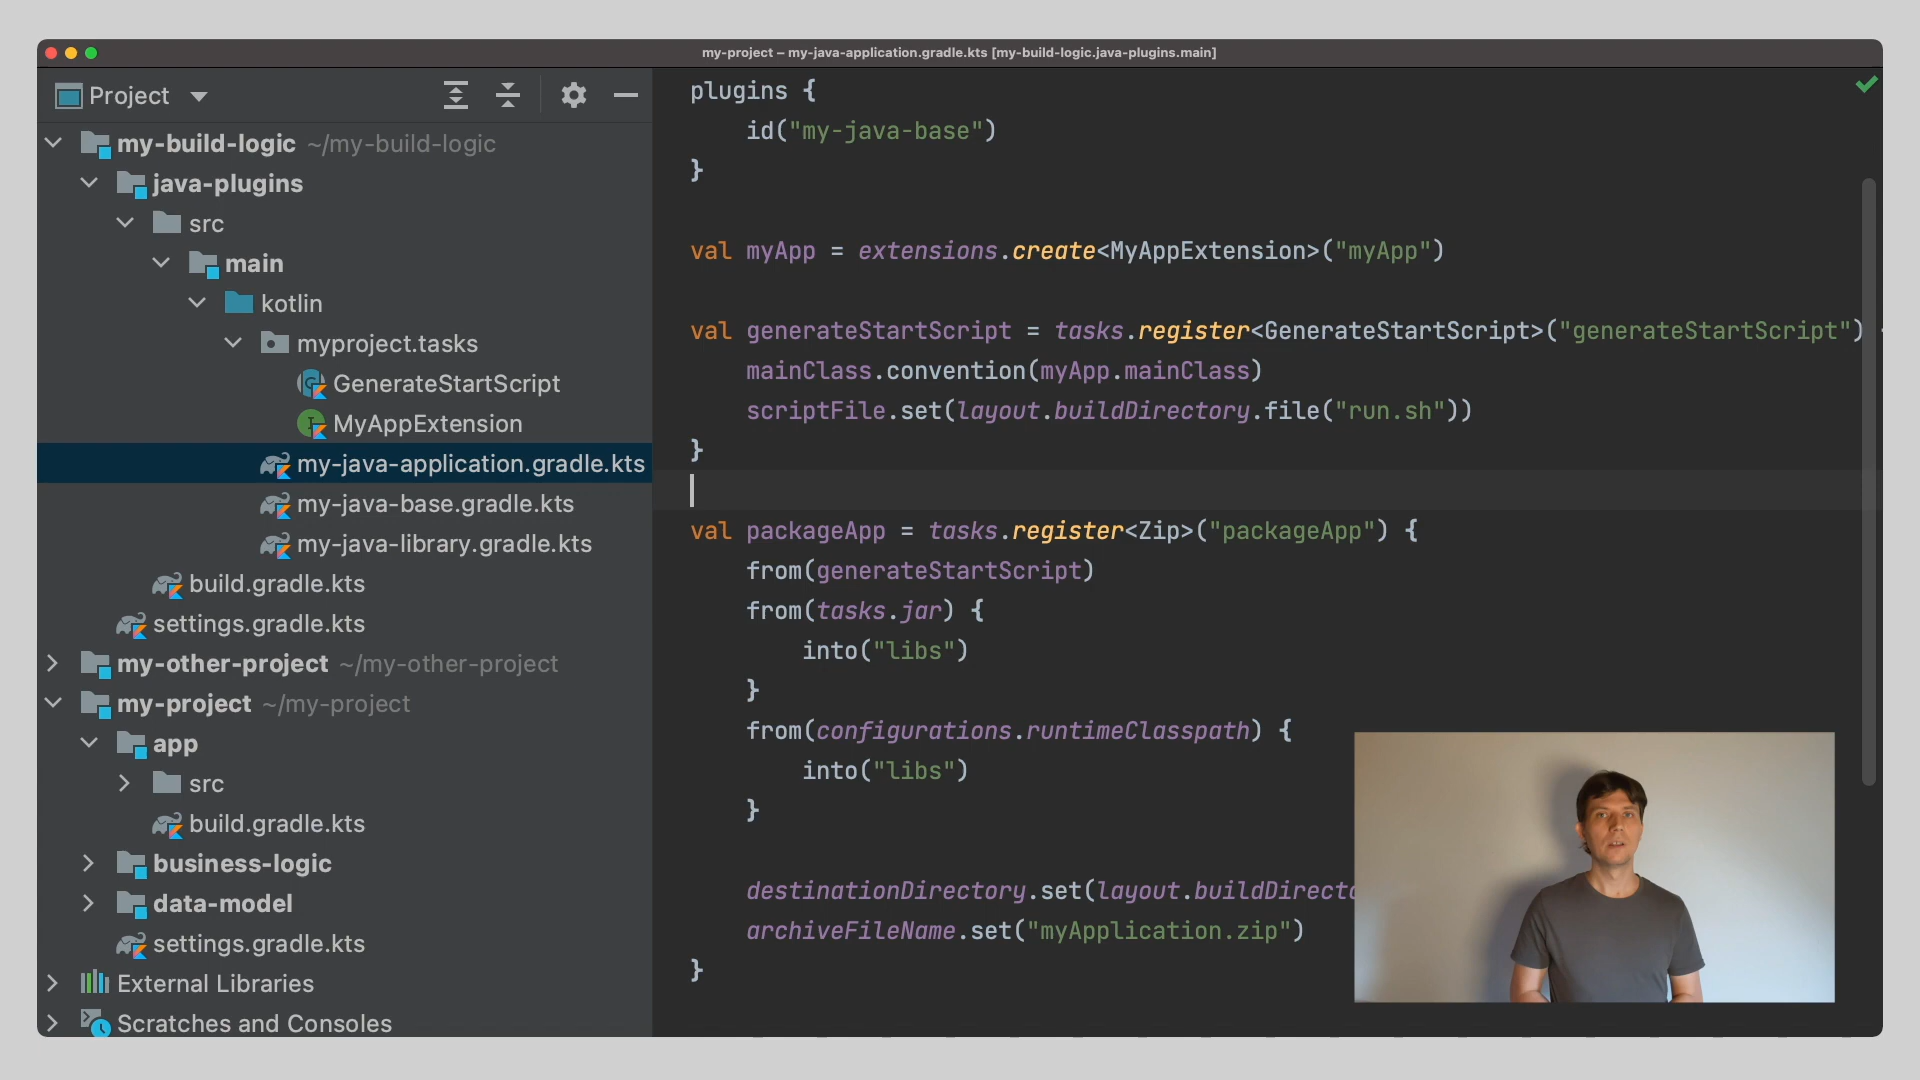 my-project – my-java-application.gradle.kts [my-build-logic.java-plugins.main]
Project
my-build-logic ~/my-build-logic
java-plugins
src
main
kotlin
myproject.tasks
GenerateStartScript
MyAppExtension
my-java-application.gradle.kts
my-java-base.gradle.kts
my-java-library.gradle.kts
build.gradle.kts
settings.gradle.kts
my-other-project ~/my-other-project
my-project ~/my-project
app
src
build.gradle.kts
business-logic
data-model
settings.gradle.kts
External Libraries
Scratches and Consoles
plugins {
id("my-java-base")
}
val myApp = extensions.create<MyAppExtension>("myApp")
val generateStartScript = tasks.register<GenerateStartScript>("generateStartScript")
mainClass.convention(myApp.mainClass)
scriptFile.set(layout.buildDirectory.file("run.sh"))
}
val packageApp = tasks.register<Zip>("packageApp") {
from(generateStartScript)
from(tasks.jar) {
into("libs")
}
from(configurations.runtimeClasspath) {
into("libs")
}
destinationDirectory.set(layout.buildDirecto
archiveFileName.set("myApplication.zip")
}